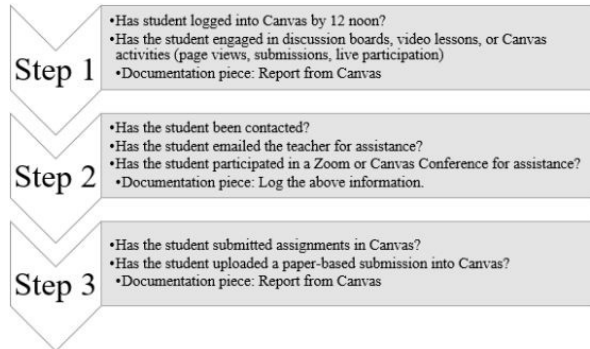 Step 1
•Has student logged into Canvas by 12 noon?
•Has the student engaged in discussion boards, video lessons, or Canvas
activities (page views, submissions, live participation)
•Documentation piece: Report from Canvas
Step 2
•Has the student been contacted?
•Has the student emailed the teacher for assistance?
•Has the student participated in a Zoom or Canvas Conference for assistance?
•Documentation piece: Log the above information.
Step 3
•Has the student submitted assignments in Canvas?
•Has the student uploaded a paper-based submission into Canvas?
•Documentation piece: Report from Canvas